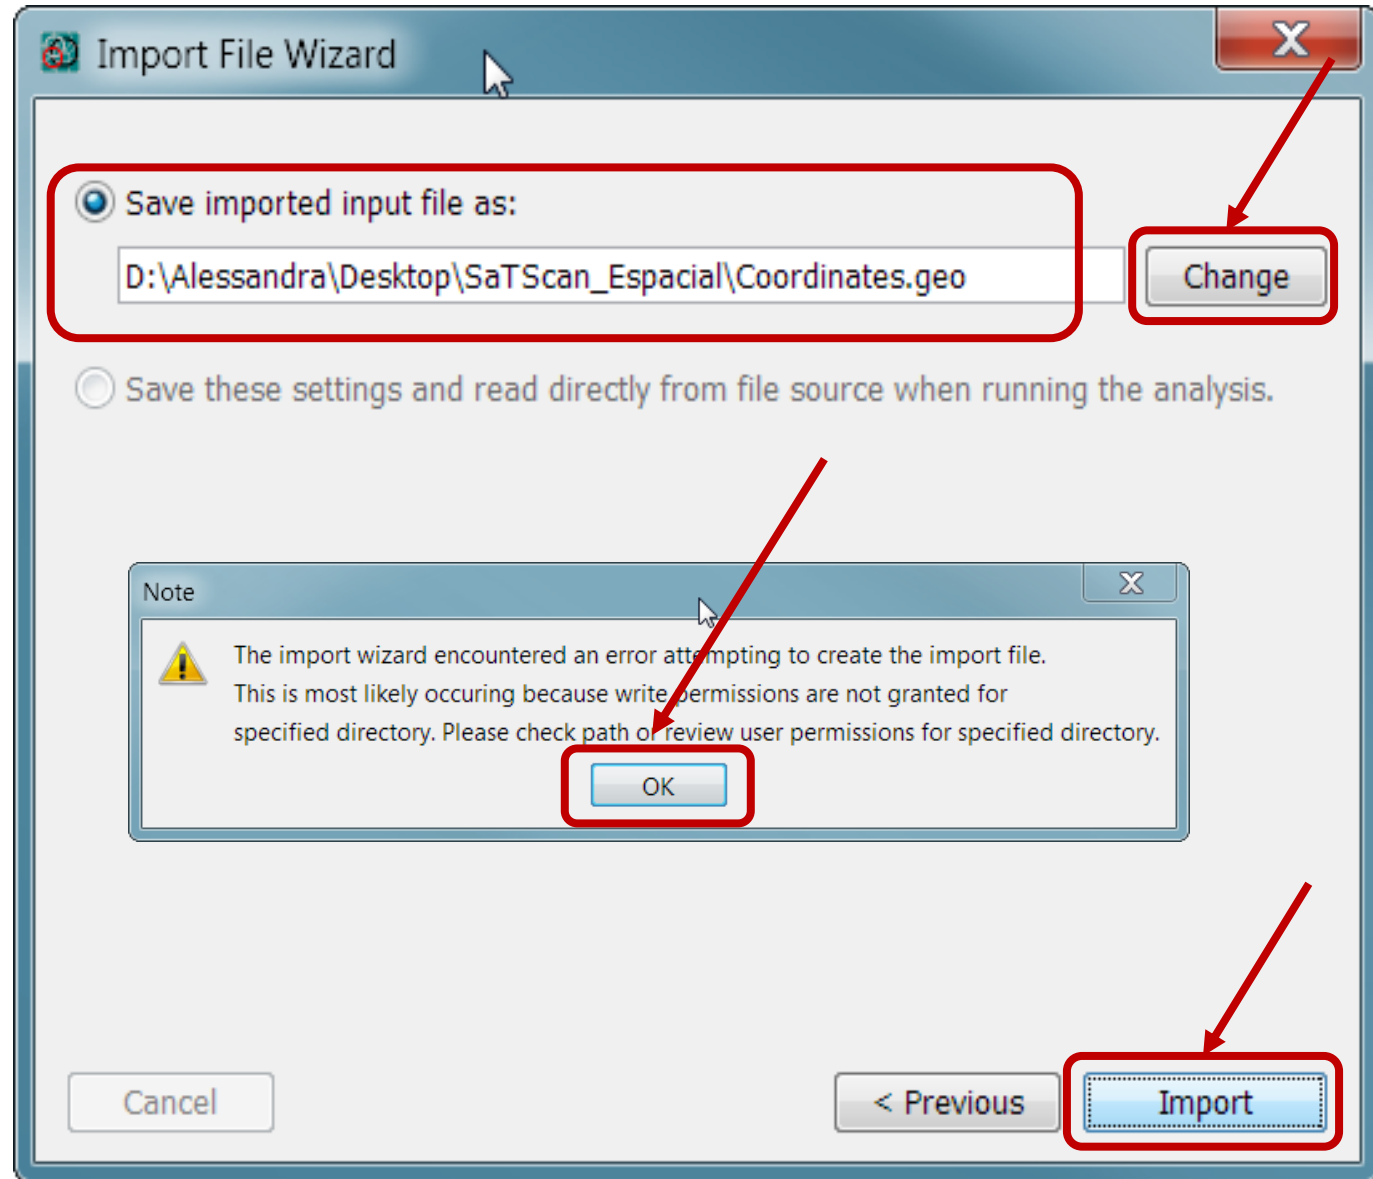 Import File Wizard
Save imported input file as:
D:\Alessandra\Desktop\SaTScan_Espacial\Coordinates.geo
Change
Save these settings and read directly from file source when running the analysis.
Note
The import wizard encountered an error attempting to create the import file.
This is most likely occuring because write permissions are not granted for
specified directory. Please check path or review user permissions for specified directory.
OK
Cancel
< Previous
Import